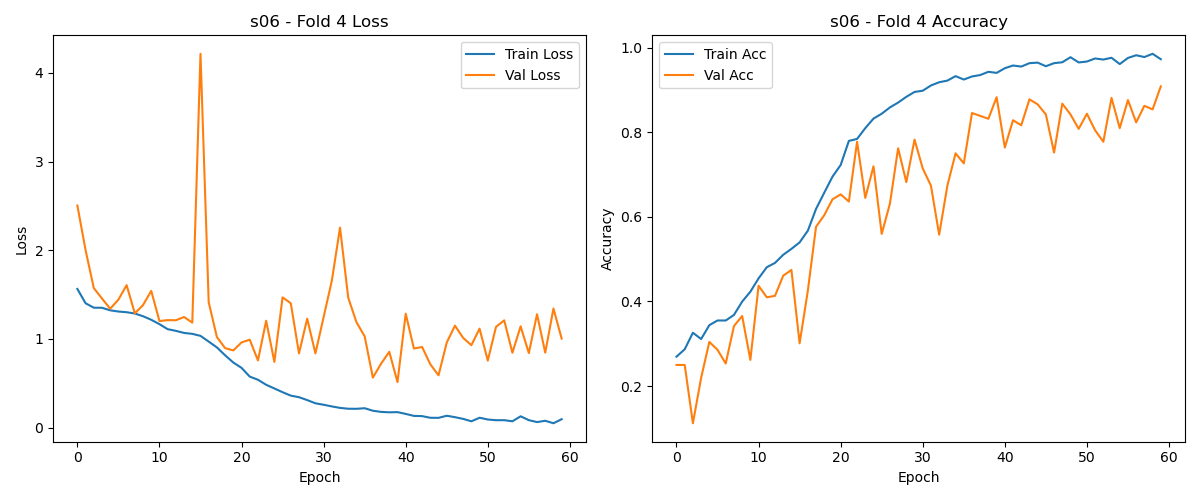 s06 - Fold 4 Loss
Train Loss
Val Loss
Loss
4
3
2
1
0
0 10 20 30 40 50 60
Epoch
s06 - Fold 4 Accuracy
Train Acc
Val Acc
Accuracy
1.0
0.8
0.6
0.4
0.2
0 10 20 30 40 50 60
Epoch